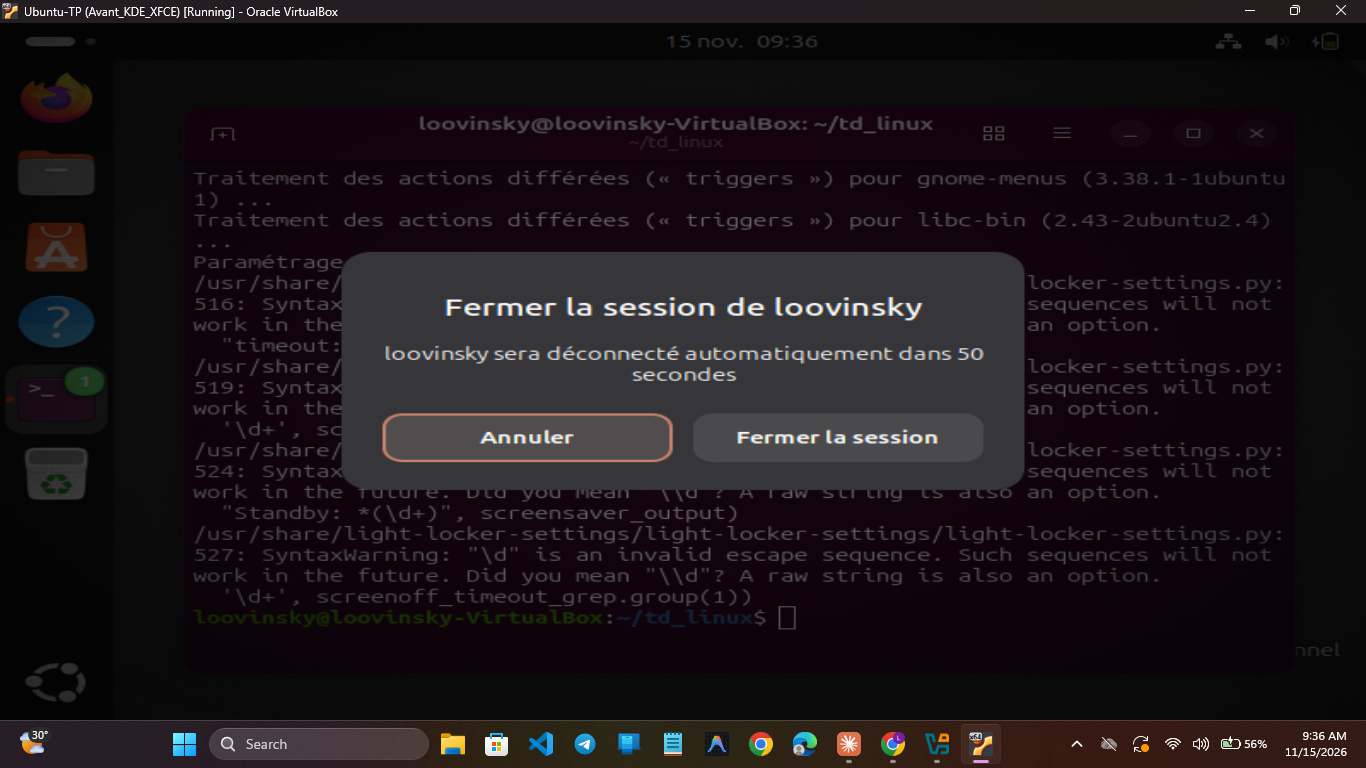 Ubuntu-TP (Avant_KDE_XFCE) [Running] - Oracle VirtualBox
15 nov.  09:36
loovinsky@loovinsky-VirtualBox: ~/td_linux
~/td_linux
Traitement des actions différées (« triggers ») pour gnome-menus (3.38.1-1ubuntu
1) ...
Traitement des actions différées (« triggers ») pour libc-bin (2.43-2ubuntu2.4)
...
Paramétrage
/usr/share/ locker-settings.py:
516: Syntax sequences will not
work in the an option.
"timeout:
/usr/share/ locker-settings.py:
519: Syntax sequences will not
work in the an option.
'\d+', sc
/usr/share/ locker-settings.py:
524: Syntax sequences will not
work in the future. Did you mean "\\d"? A raw string is also an option.
"Standby: *(\d+)", screensaver_output)
/usr/share/light-locker-settings/light-locker-settings/light-locker-settings.py:
527: SyntaxWarning: "\d" is an invalid escape sequence. Such sequences will not
work in the future. Did you mean "\\d"? A raw string is also an option.
'\d+', screenoff_timeout_grep.group(1))
loovinsky@loovinsky-VirtualBox:~/td_linux$
Fermer la session de loovinsky
loovinsky sera déconnecté automatiquement dans 50
secondes
Annuler
Fermer la session
>_ 1
nnel
30°
Search
56%
9:36 AM
11/15/2026